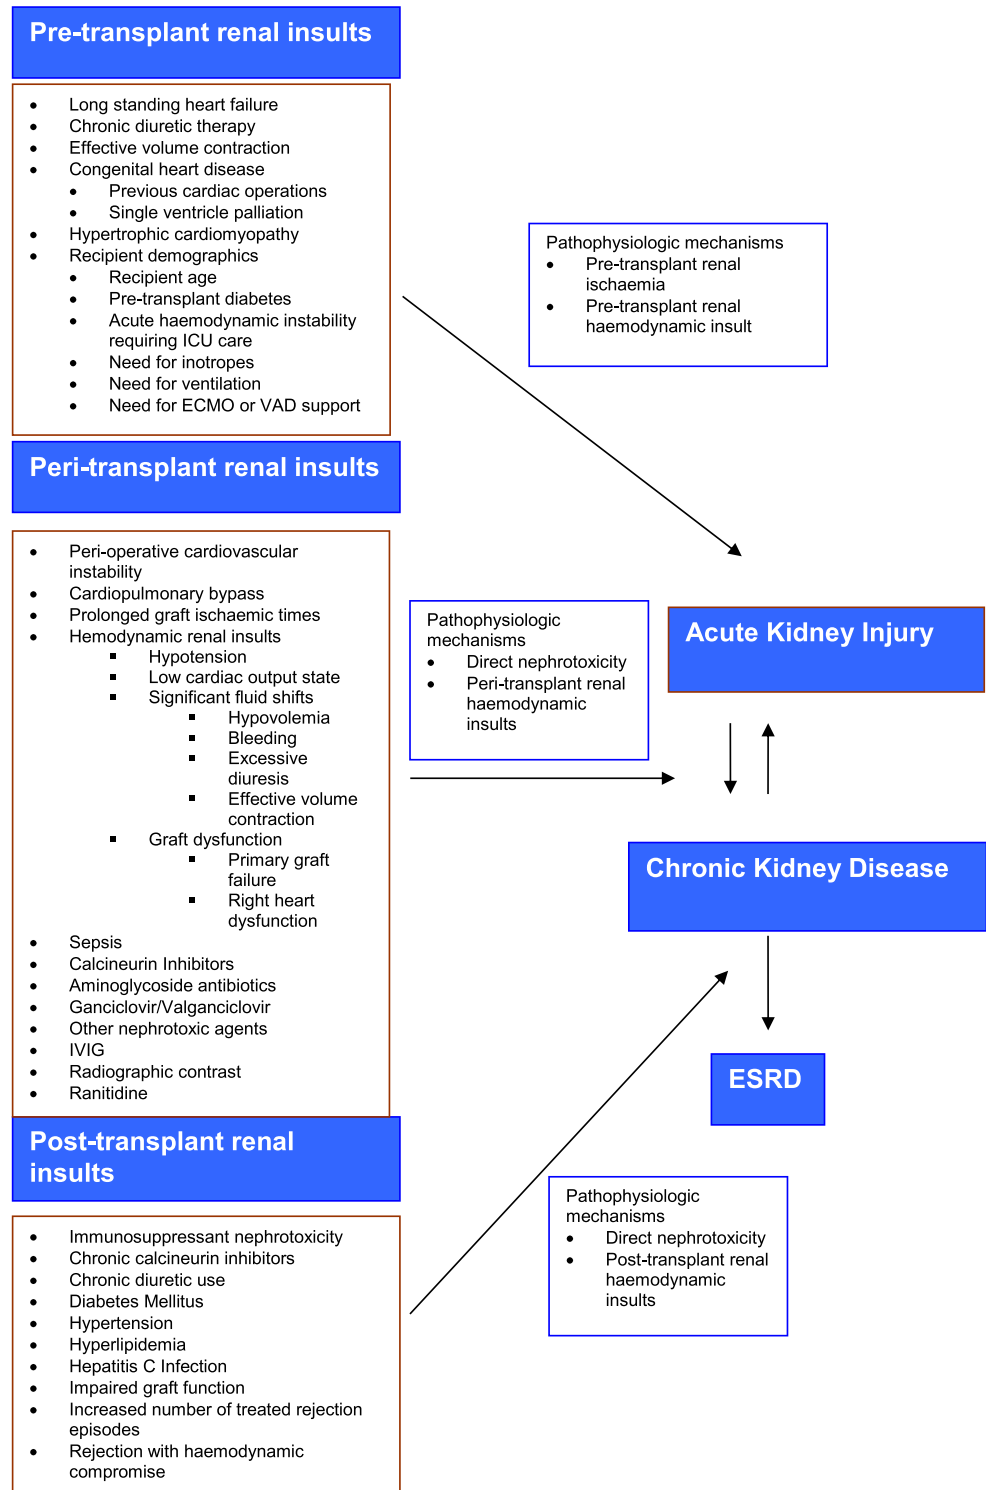 Pre-transplant renal insults
• Long standing heart failure
• Chronic diuretic therapy
• Effective volume contraction
• Congenital heart disease
• Previous cardiac operations
• Single ventricle palliation
• Hypertrophic cardiomyopathy
• Recipient demographics
• Recipient age
• Pre-transplant diabetes
• Acute haemodynamic instability
requiring ICU care
• Need for inotropes
• Need for ventilation
• Need for ECMO or VAD support
Pathophysiologic mechanisms
• Pre-transplant renal
ischaemia
• Pre-transplant renal
haemodynamic insult
Peri-transplant renal insults
• Peri-operative cardiovascular
instability
• Cardiopulmonary bypass
• Prolonged graft ischaemic times
• Hemodynamic renal insults
▪ Hypotension
▪ Low cardiac output state
▪ Significant fluid shifts
▪ Hypovolemia
▪ Bleeding
▪ Excessive
diuresis
▪ Effective volume
contraction
▪ Graft dysfunction
▪ Primary graft
failure
▪ Right heart
dysfunction
• Sepsis
• Calcineurin Inhibitors
• Aminoglycoside antibiotics
• Ganciclovir/Valganciclovir
• Other nephrotoxic agents
• IVIG
• Radiographic contrast
• Ranitidine
Pathophysiologic
mechanisms
• Direct nephrotoxicity
• Peri-transplant renal
haemodynamic
insults
Acute Kidney Injury
Chronic Kidney Disease
ESRD
Post-transplant renal
insults
• Immunosuppressant nephrotoxicity
• Chronic calcineurin inhibitors
• Chronic diuretic use
• Diabetes Mellitus
• Hypertension
• Hyperlipidemia
• Hepatitis C Infection
• Impaired graft function
• Increased number of treated rejection
episodes
• Rejection with haemodynamic
compromise
Pathophysiologic
mechanisms
• Direct nephrotoxicity
• Post-transplant renal
haemodynamic
insults